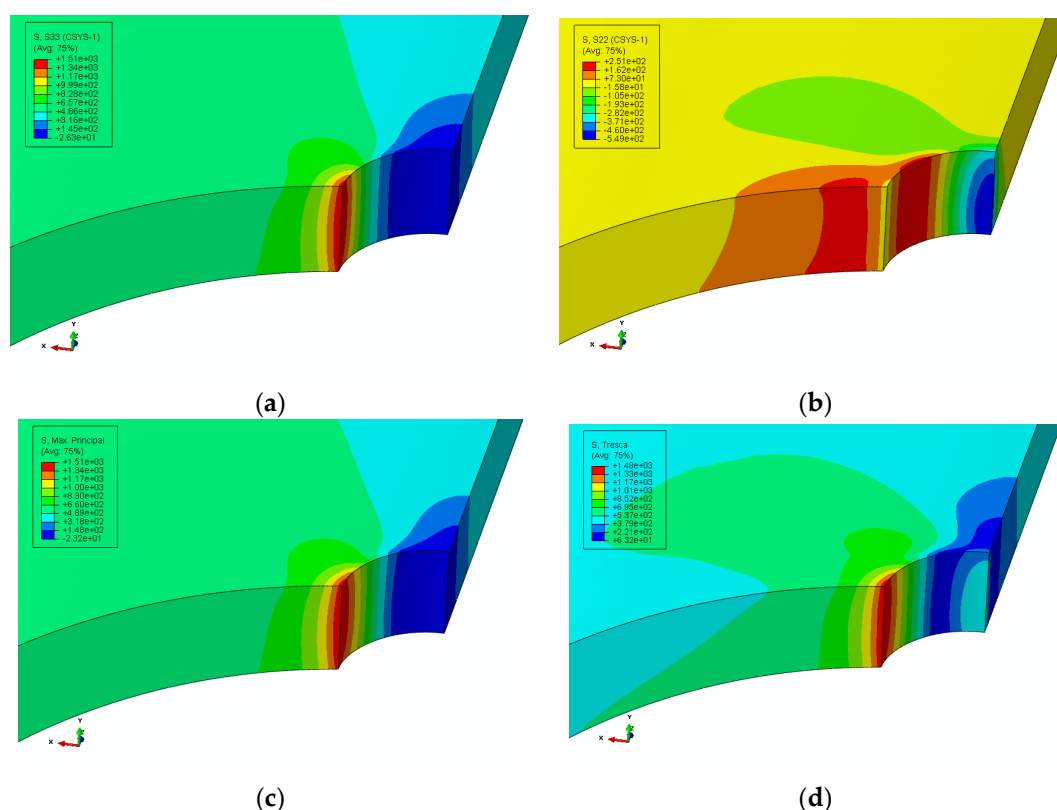 S, S33 (CSYS-1)
(Avg: 75%)
+1.51e+03
+1.34e+03
+1.17e+03
+9.99e+02
+8.28e+02
+6.57e+02
+4.86e+02
+3.16e+02
+1.45e+02
-2.63e+01
Y
Z
X
(a)
S, S22 (CSYS-1)
(Avg: 75%)
+2.51e+02
+1.62e+02
+7.30e+01
-1.58e+01
-1.05e+02
-1.93e+02
-2.82e+02
-3.71e+02
-4.60e+02
-5.49e+02
Y
Z
X
(b)
S, Max. Principal
(Avg: 75%)
+1.51e+03
+1.34e+03
+1.17e+03
+1.00e+03
+8.30e+02
+6.60e+02
+4.89e+02
+3.18e+02
+1.48e+02
-2.32e+01
Y
Z
X
(c)
S, Tresca
(Avg: 75%)
+1.48e+03
+1.33e+03
+1.17e+03
+1.01e+03
+8.52e+02
+6.95e+02
+5.37e+02
+3.79e+02
+2.21e+02
+6.32e+01
Y
Z
X
(d)